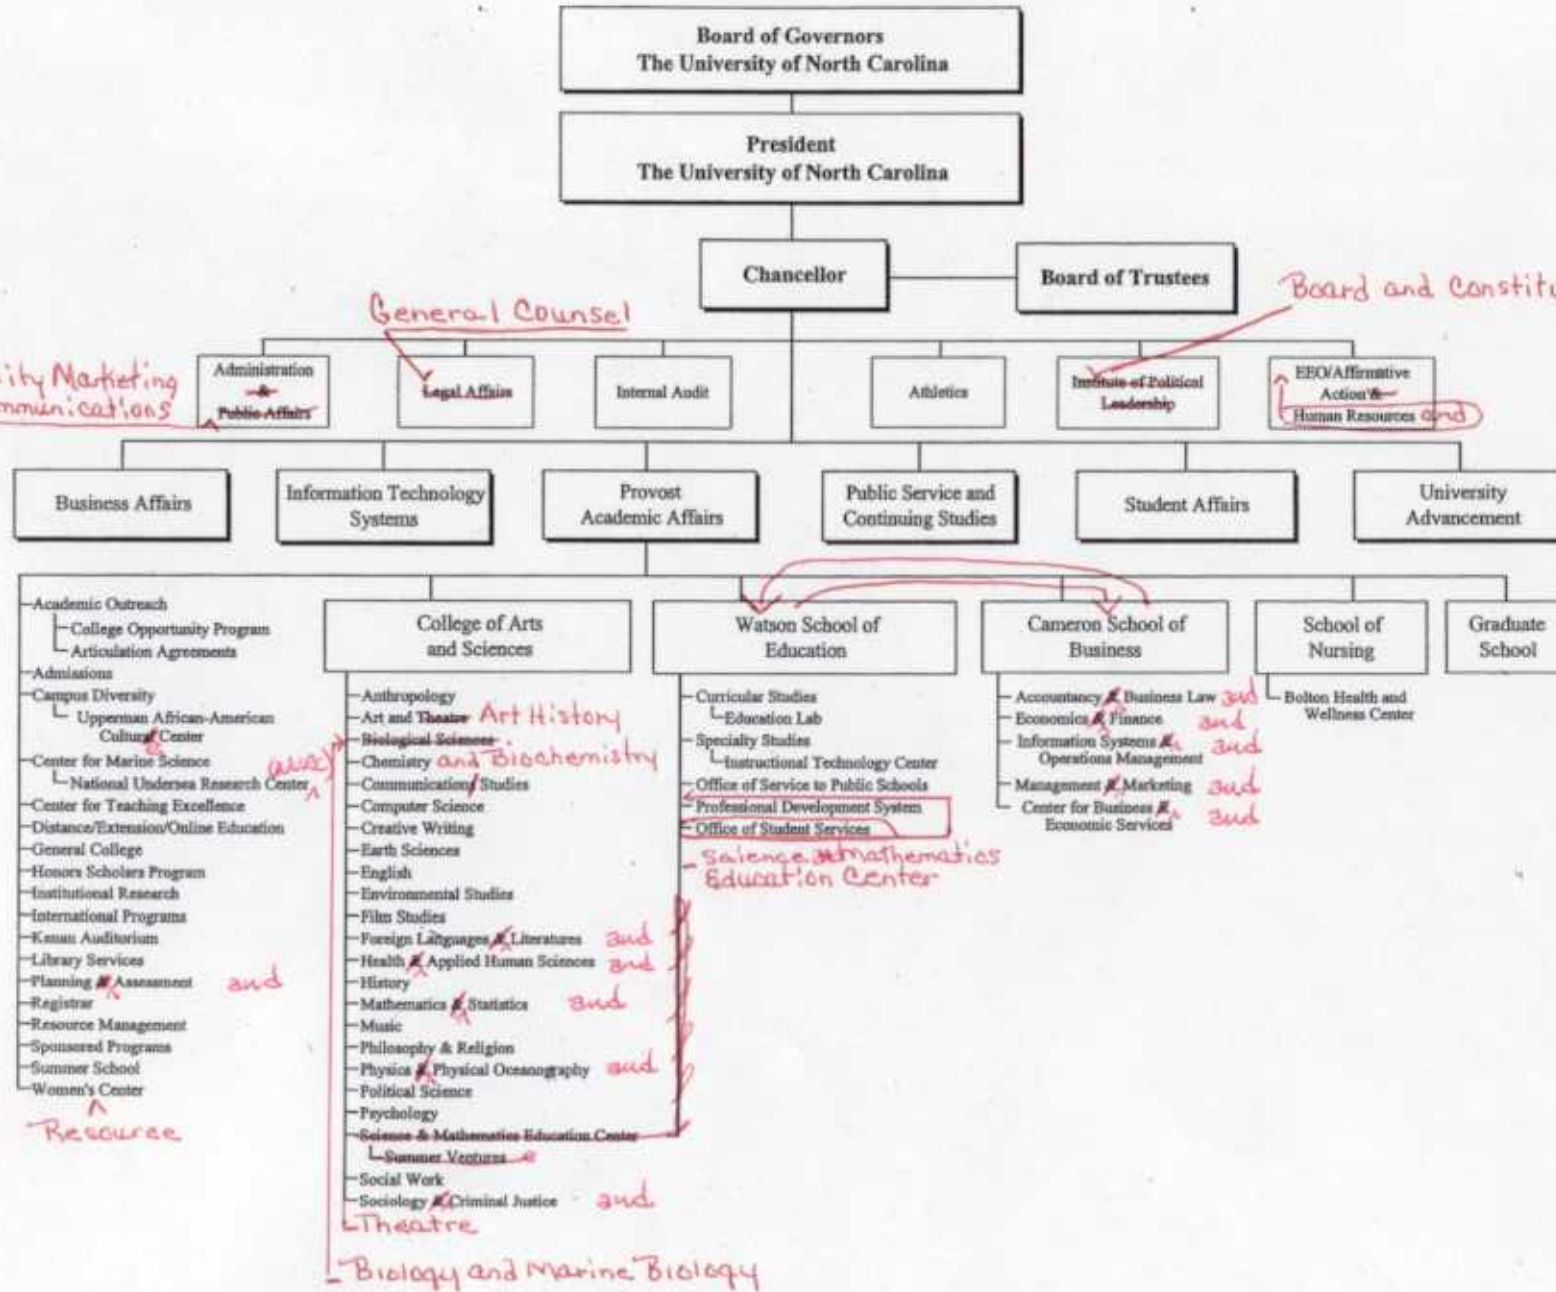 Board of Governors
The University of North Carolina
President
The University of North Carolina
Chancellor
Board of Trustees
General Counsel
Board and Constitu
ity Marketing
mmunications
Administration
&
Public Affairs
Legal Affairs
Internal Audit
Athletics
Institute of Political
Leadership
EEO/Affirmative
Action &
Human Resources and
Business Affairs
Information Technology
Systems
Provost
Academic Affairs
Public Service and
Continuing Studies
Student Affairs
University
Advancement
Academic Outreach
College Opportunity Program
Articulation Agreements
Admissions
Campus Diversity
Upperman African-American
Cultural Center
Center for Marine Science
National Undersea Research Center
Center for Teaching Excellence
Distance/Extension/Online Education
General College
Honors Scholars Program
Institutional Research
International Programs
Kenan Auditorium
Library Services
Planning & Assessment and
Registrar
Resource Management
Sponsored Programs
Summer School
Women's Center
Resource
College of Arts
and Sciences
Anthropology
Art and Theatre Art History
Biological Sciences
Chemistry and Biochemistry
Communication Studies
Computer Science
Creative Writing
Earth Sciences
English
Environmental Studies
Film Studies
Foreign Languages & Literatures and
Health & Applied Human Sciences and
History
Mathematics & Statistics and
Music
Philosophy & Religion
Physics & Physical Oceanography and
Political Science
Psychology
Science & Mathematics Education Center
Summer Ventures
Social Work
Sociology & Criminal Justice and
Theatre
Biology and Marine Biology
Watson School of
Education
Curricular Studies
Education Lab
Specialty Studies
Instructional Technology Center
Office of Service to Public Schools
Professional Development System
Office of Student Services
Science Mathematics
Education Center
Cameron School of
Business
Accountancy & Business Law and
Economics & Finance and
Information Systems & and
Operations Management
Management & Marketing and
Center for Business & and
Economic Services
School of
Nursing
Bolton Health and
Wellness Center
Graduate
School